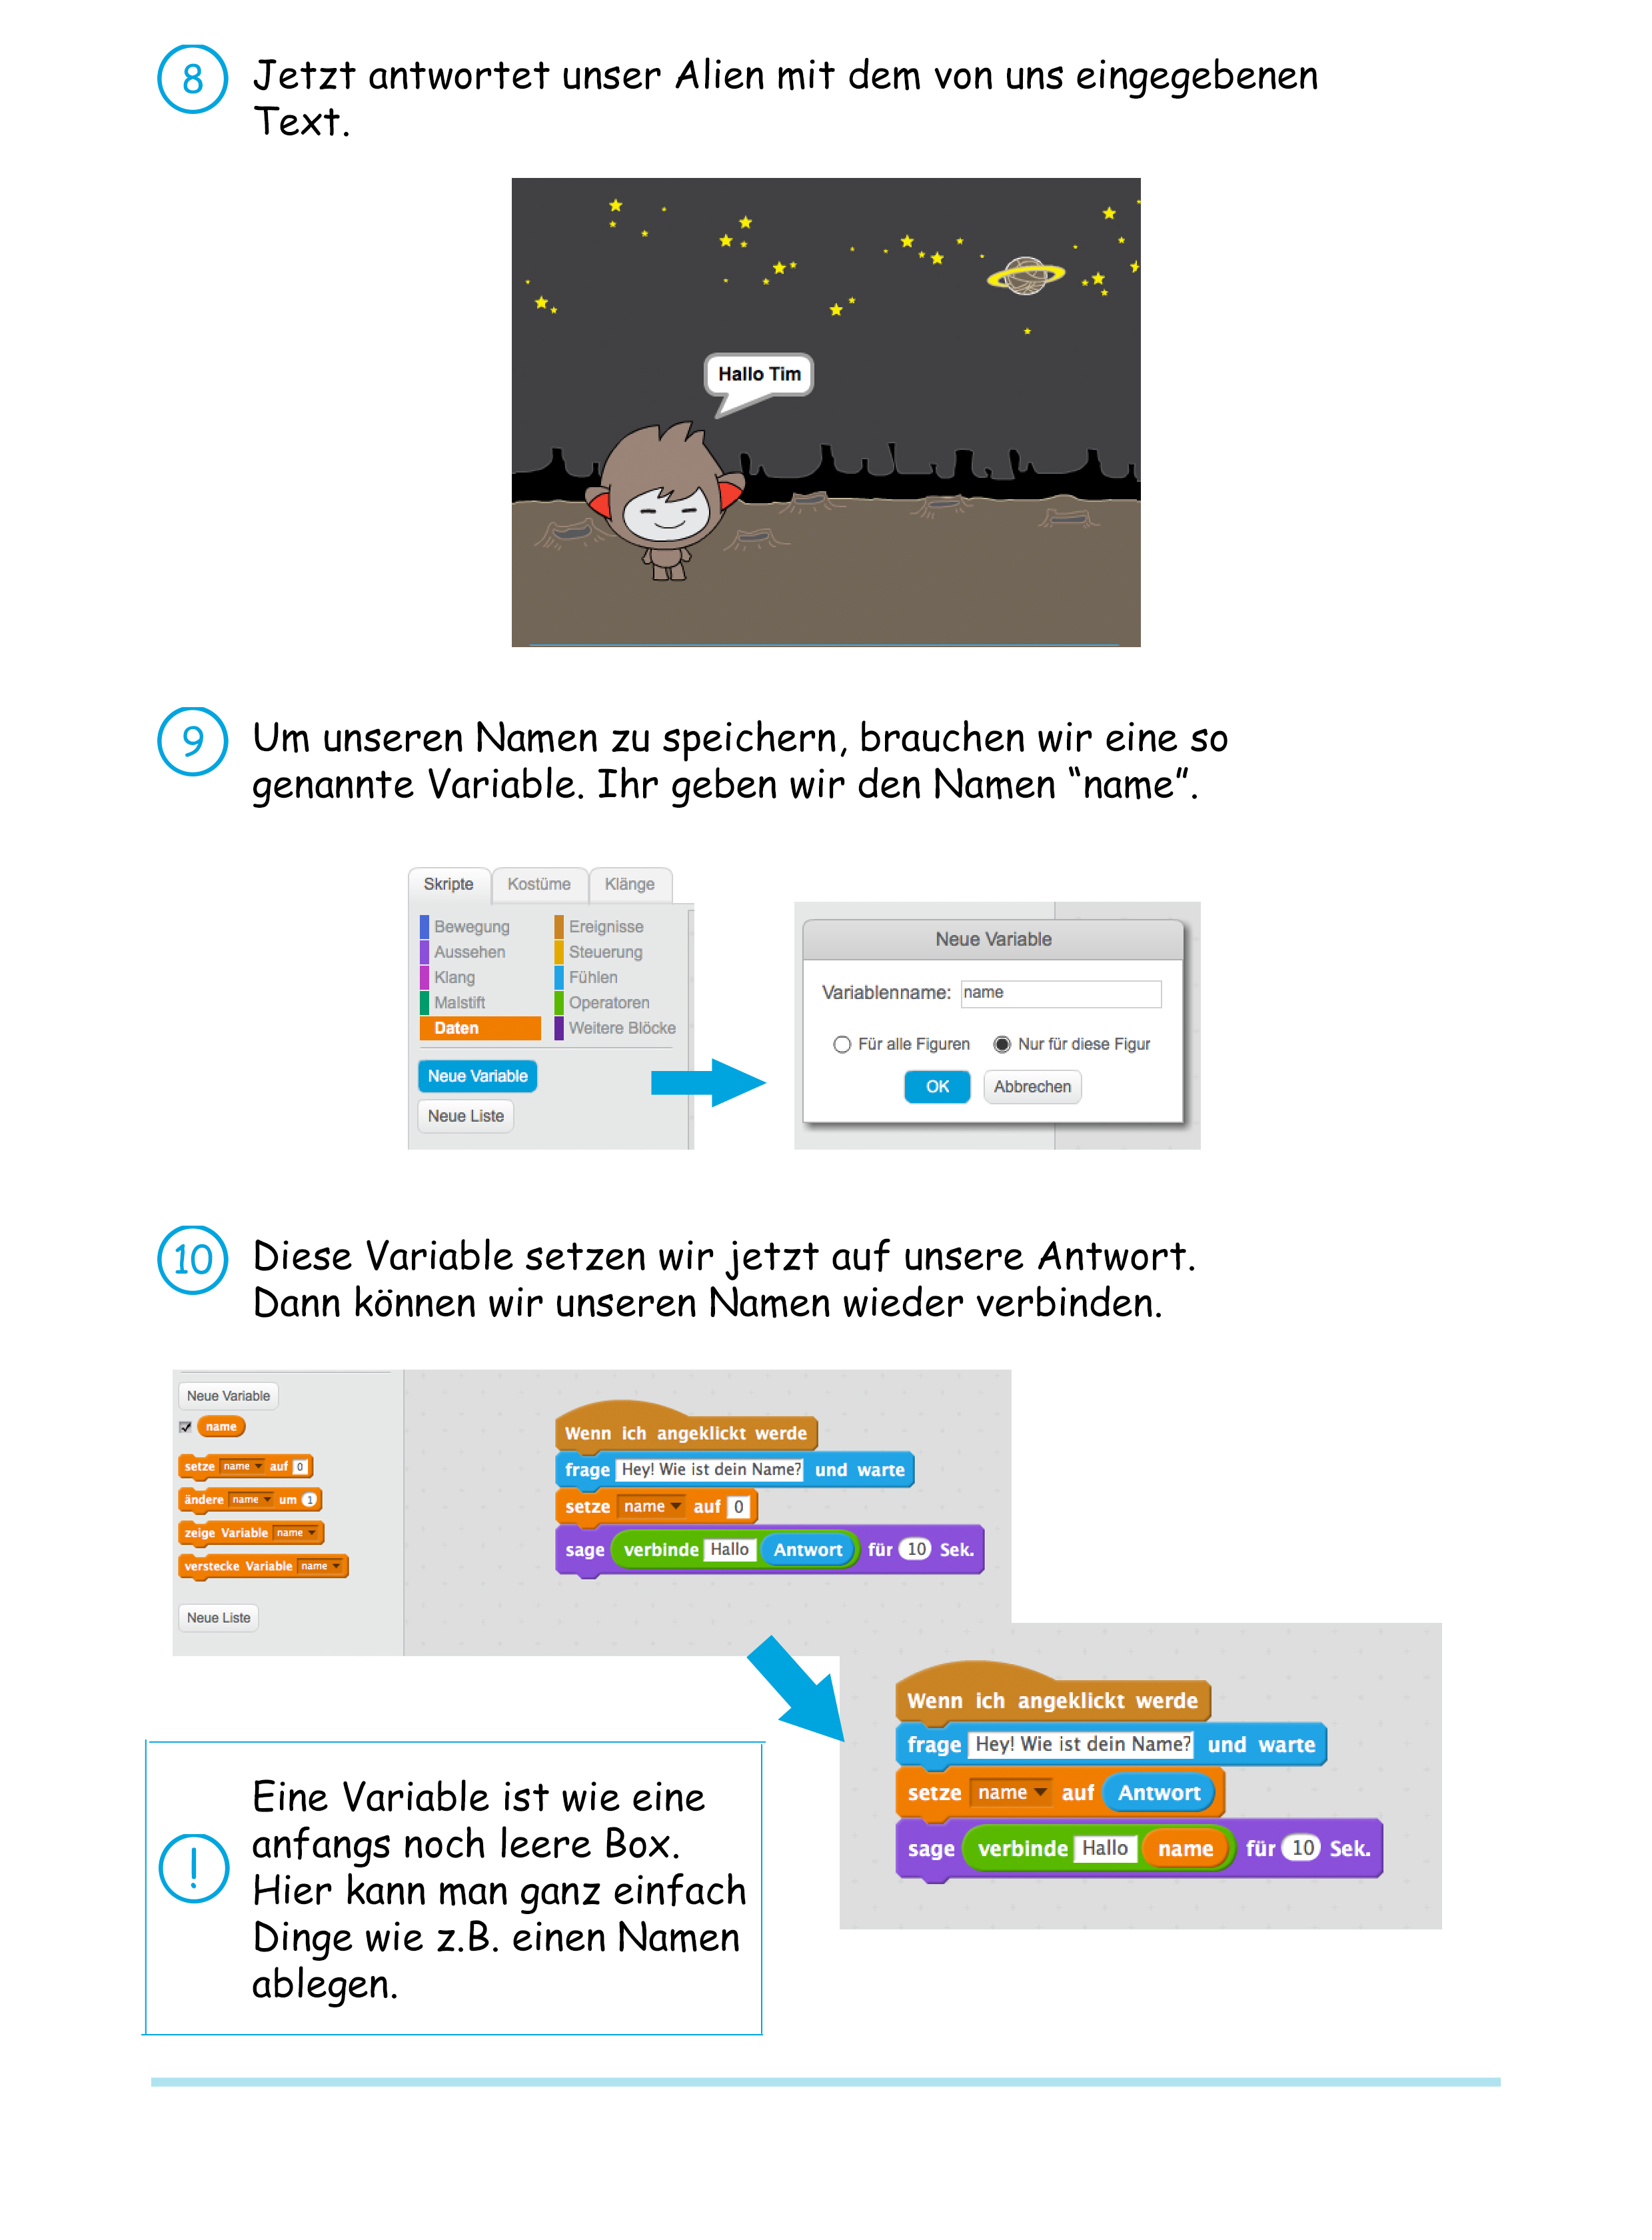 8
Jetzt antwortet unser Alien mit dem von uns eingegebenen
Text.
Hallo Tim
9
Um unseren Namen zu speichern, brauchen wir eine so
genannte Variable. Ihr geben wir den Namen “name”.
Skripte Kostüme Klänge
Bewegung Ereignisse
Aussehen Steuerung
Klang Fühlen
Malstift Operatoren
Daten Weitere Blöcke
Neue Variable
Neue Liste
Neue Variable
Variablenname: name
Für alle Figuren Nur für diese Figur
OK Abbrechen
10
Diese Variable setzen wir jetzt auf unsere Antwort.
Dann können wir unseren Namen wieder verbinden.
Neue Variable
name
setze name auf 0
ändere name um 1
zeige Variable name
verstecke Variable name
Neue Liste
Wenn ich angeklickt werde
frage Hey! Wie ist dein Name? und warte
setze name auf 0
sage verbinde Hallo Antwort für 10 Sek.
Wenn ich angeklickt werde
frage Hey! Wie ist dein Name? und warte
setze name auf Antwort
sage verbinde Hallo name für 10 Sek.
!
Eine Variable ist wie eine
anfangs noch leere Box.
Hier kann man ganz einfach
Dinge wie z.B. einen Namen
ablegen.